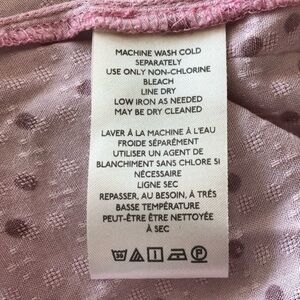 MACHINE WASH COLD
SEPARATELY
USE ONLY NON-CHLORINE
BLEACH
LINE DRY
LOW IRON AS NEEDED
MAY BE DRY CLEANED
LAVER À LA MACHINE À L'EAU
FROIDE SÉPARÉMENT
UTILISER UN AGENT DE
BLANCHIMENT SANS CHLORE SI
NÉCESSAIRE
LIGNE SEC
REPASSER, AU BESOIN, À TRÉS
BASSE TEMPÉRATURE
PEUT-ÊTRE ÊTRE NETTOYÉE
À SEC
30
P